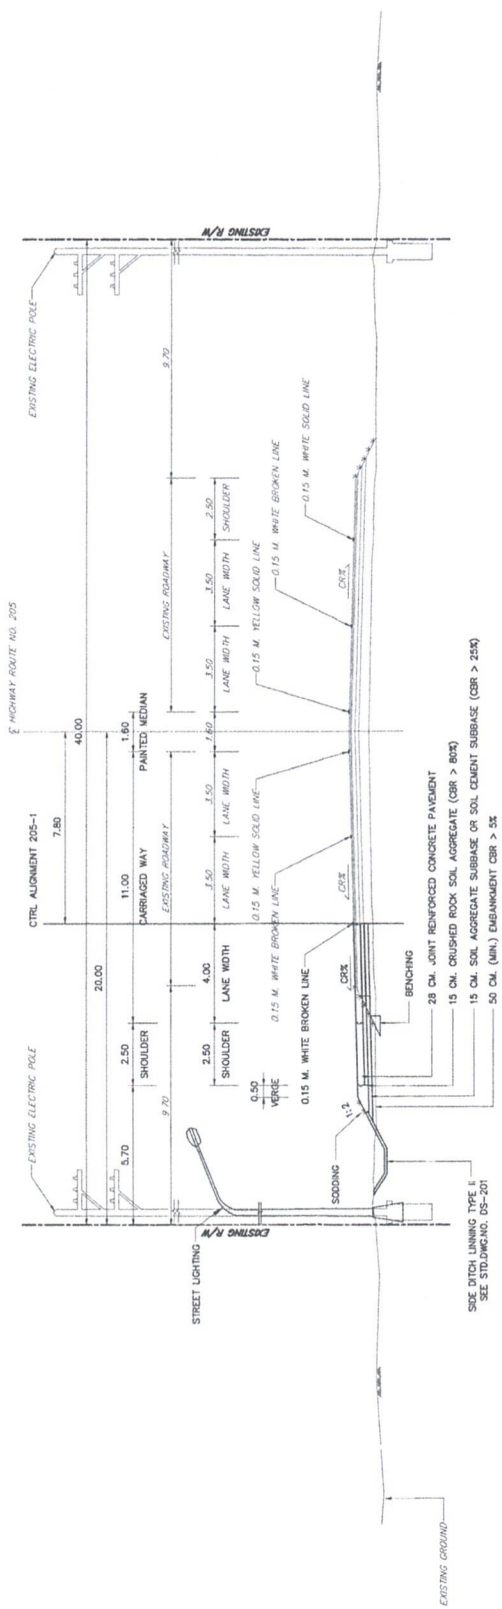 ℄ HIGHWAY ROUTE NO. 205
CTRL ALIGNMENT 205-1
7.80
40.00
20.00
EXISTING ELECTRIC POLE
EXISTING ELECTRIC POLE
5.70
2.50
11.00
1.60
SHOULDER
CARRIAGED WAY
PAINTED MEDIAN
9.70
EXISTING ROADWAY
EXISTING ROADWAY
9.70
2.50
4.00
3.50
3.50
1.60
3.50
3.50
2.50
SHOULDER
LANE WIDTH
LANE WIDTH
LANE WIDTH
LANE WIDTH
LANE WIDTH
SHOULDER
STREET LIGHTING
EXISTING R/W
EXISTING R/W
0.50
VERGE
0.15 M. YELLOW SOLID LINE
0.15 M. WHITE BROKEN LINE
0.15 M. WHITE BROKEN LINE
0.15 M. YELLOW SOLID LINE
0.15 M. WHITE BROKEN LINE
0.15 M. WHITE SOLID LINE
SODDING
1:2
CR%
CR%
CR%
BENCHING
28 CM. JOINT REINFORCED CONCRETE PAVEMENT
15 CM. CRUSHED ROCK SOIL AGGREGATE (CBR > 80%)
15 CM. SOIL AGGREGATE SUBBASE OR SOIL CEMENT SUBBASE (CBR > 25%)
50 CM. (MIN.) EMBANKMENT CBR > 5%
SIDE DITCH LINNING TYPE II
SEE STD.DWG.NO. DS-201
EXISTING GROUND